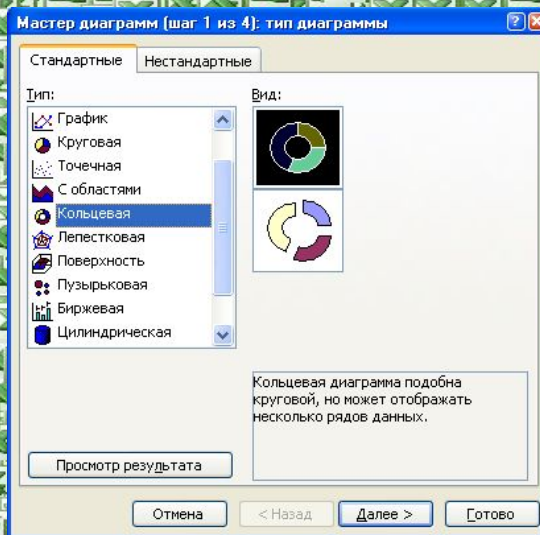 Мастер диаграмм (шаг 1 из 4): тип диаграммы
Стандартные
Нестандартные
Тип:
График
Круговая
Точечная
С областями
Кольцевая
Лепестковая
Поверхность
Пузырьковая
Биржевая
Цилиндрическая
Вид:
Кольцевая диаграмма подобна
круговой, но может отображать
несколько рядов данных.
Просмотр результата
Отмена
< Назад
Далее >
Готово